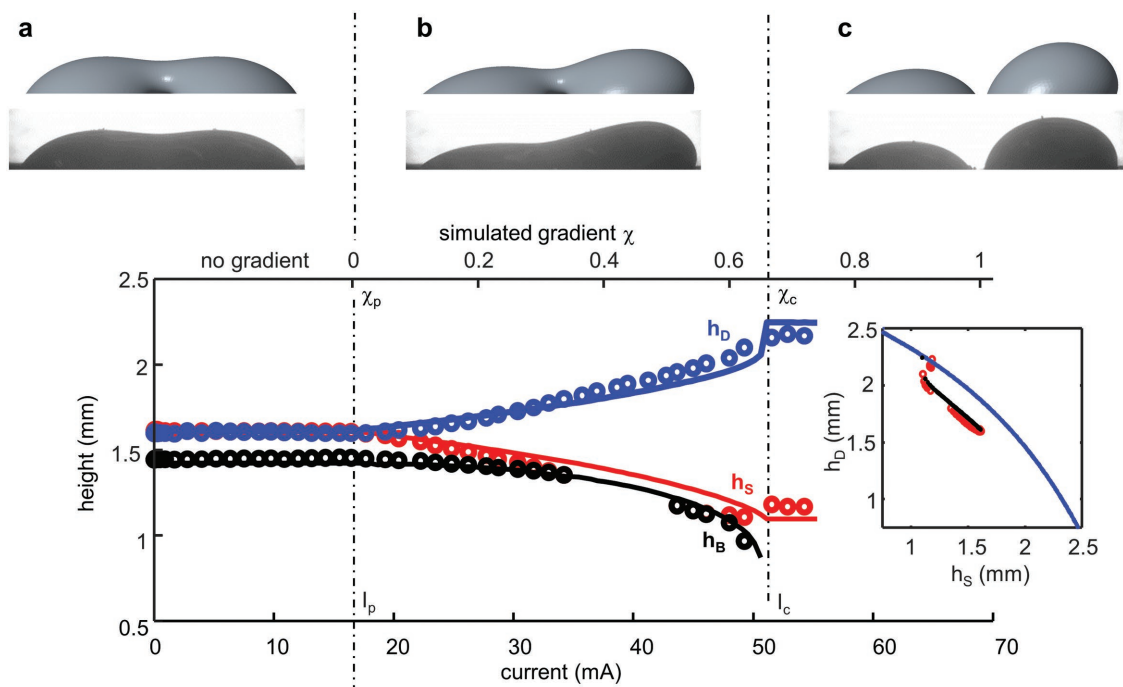 a
b
c
simulated gradient χ
no gradient 0 0.2 0.4 0.6 0.8 1
χp
χc
2.5
2
1.5
1
0.5
height (mm)
hD
hS
hB
Ip
Ic
0 10 20 30 40 50 60 70
current (mA)
2.5
2
1.5
1
hD (mm)
1 1.5 2 2.5
hS (mm)